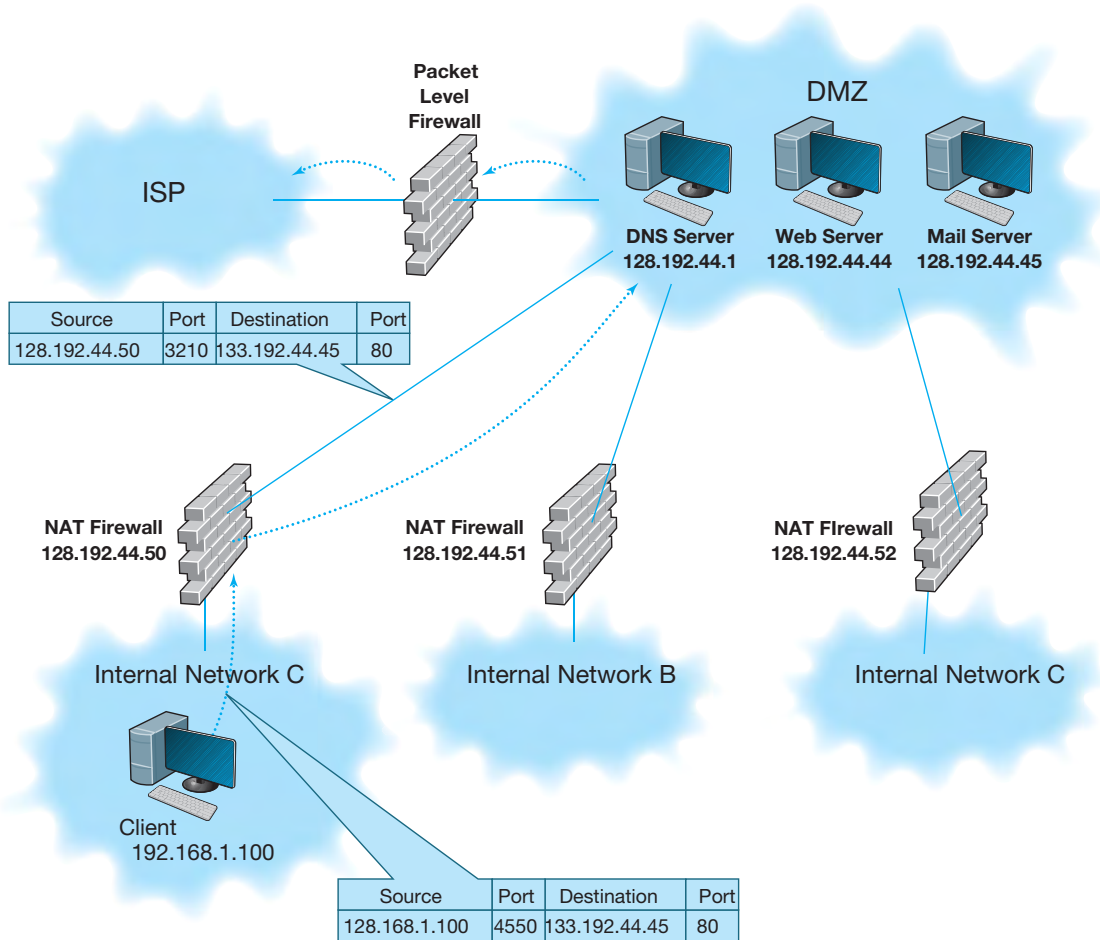 Packet
Level
Firewall
DMZ
ISP
DNS Server
128.192.44.1
Web Server
128.192.44.44
Mail Server
128.192.44.45
Source Port Destination Port
128.192.44.50 3210 133.192.44.45 80
NAT Firewall
128.192.44.50
NAT Firewall
128.192.44.51
NAT FIrewall
128.192.44.52
Internal Network C
Internal Network B
Internal Network C
Client
192.168.1.100
Source Port Destination Port
128.168.1.100 4550 133.192.44.45 80